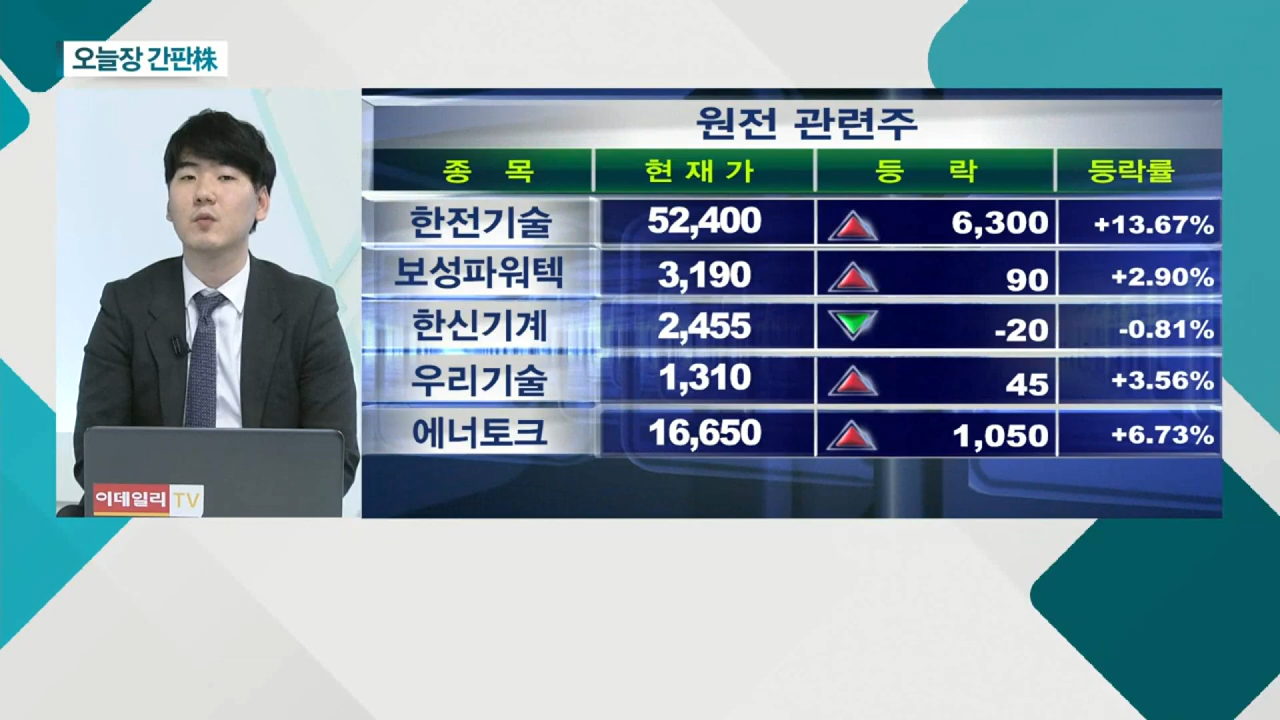 오늘장 간판株
원전 관련주
종 목 현 재 가 등 락 등락률
한전기술 52,400 6,300 +13.67%
보성파워텍 3,190 90 +2.90%
한신기계 2,455 -20 -0.81%
우리기술 1,310 45 +3.56%
에너토크 16,650 1,050 +6.73%
이데일리 TV